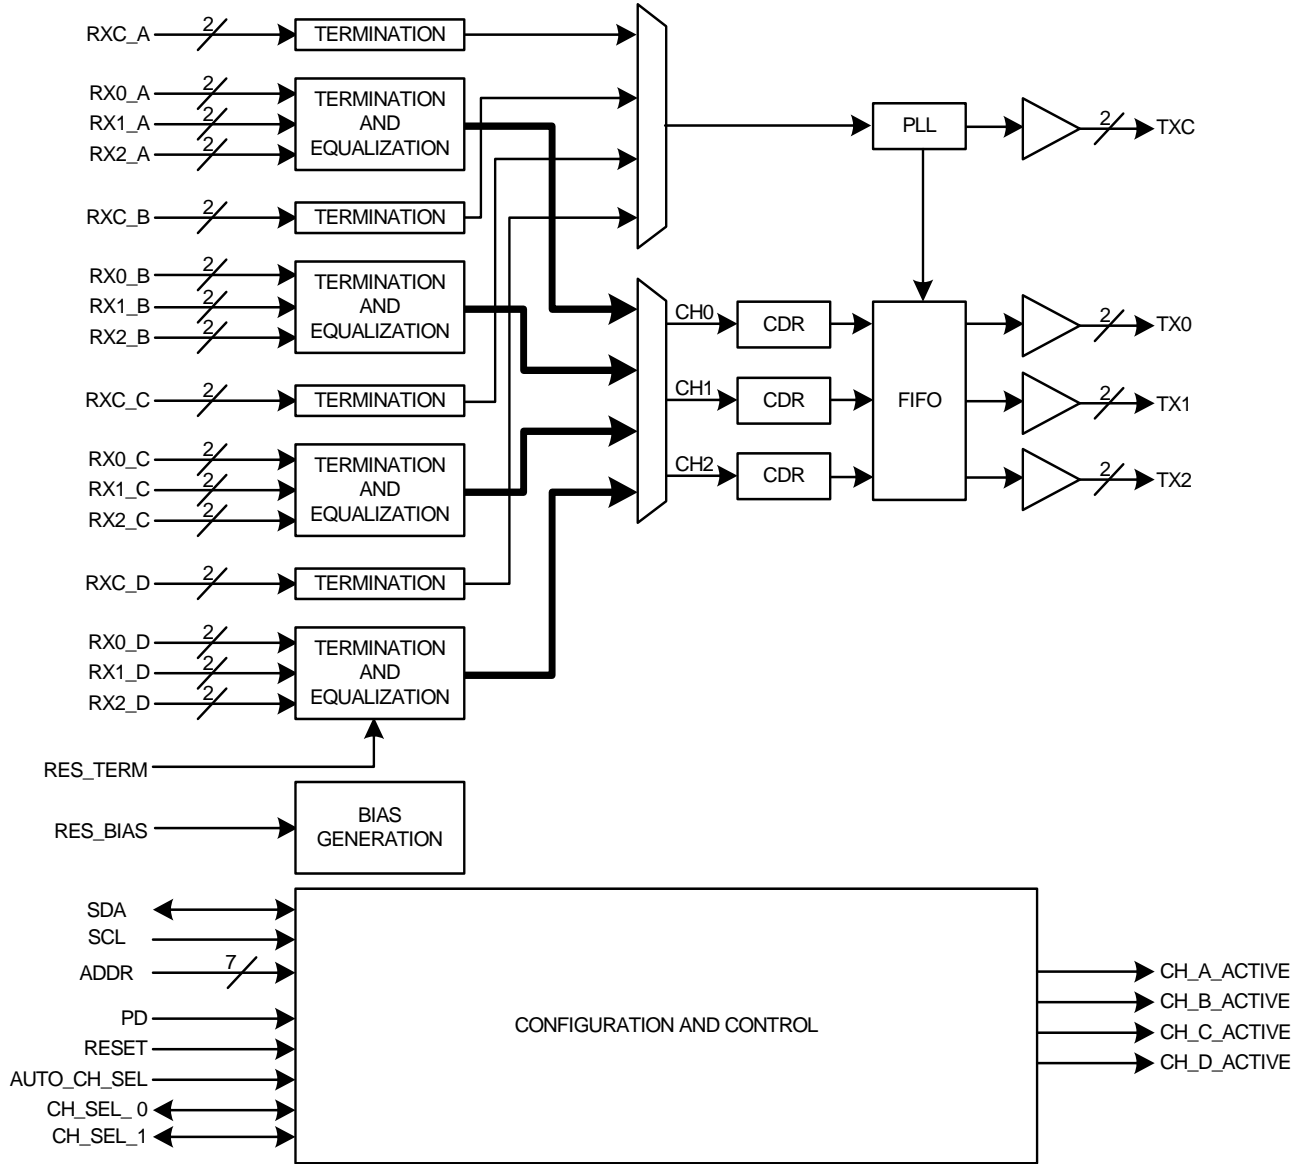 RXC_A 2 TERMINATION
RX0_A 2
RX1_A 2
RX2_A 2
TERMINATION
AND
EQUALIZATION
PLL
2 TXC
RXC_B 2 TERMINATION
RX0_B 2
RX1_B 2
RX2_B 2
TERMINATION
AND
EQUALIZATION
CH0 CDR
2 TX0
RXC_C 2 TERMINATION
CH1 CDR
FIFO
2 TX1
RX0_C 2
RX1_C 2
RX2_C 2
TERMINATION
AND
EQUALIZATION
CH2 CDR
2 TX2
RXC_D 2 TERMINATION
RX0_D 2
RX1_D 2
RX2_D 2
TERMINATION
AND
EQUALIZATION
RES_TERM
RES_BIAS
BIAS
GENERATION
SDA
SCL
ADDR 7
PD
RESET
AUTO_CH_SEL
CH_SEL_ 0
CH_SEL_1
CONFIGURATION AND CONTROL
CH_A_ACTIVE
CH_B_ACTIVE
CH_C_ACTIVE
CH_D_ACTIVE